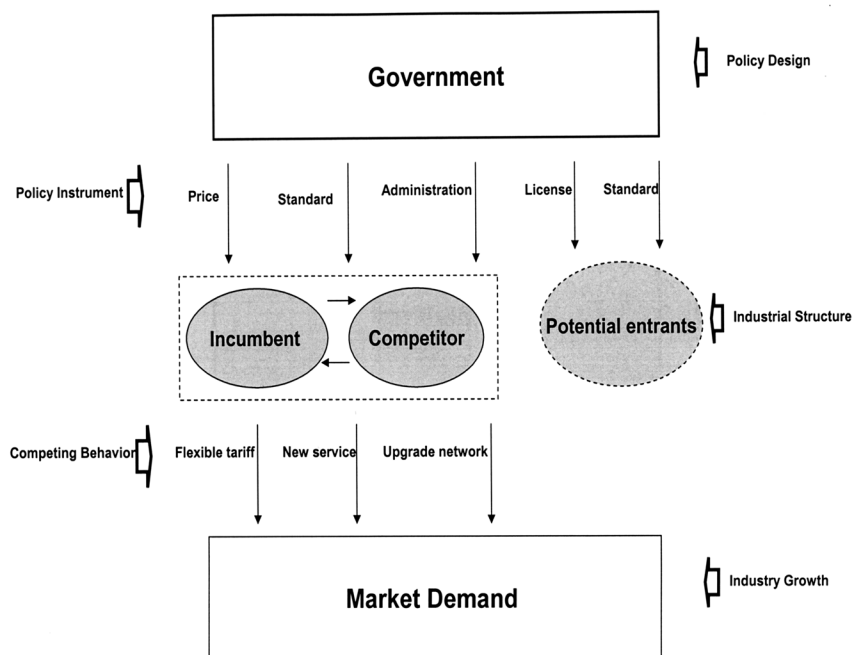 Government
Policy Design
Policy Instrument
Price
Standard
Administration
License
Standard
Incumbent
Competitor
Potential entrants
Industrial Structure
Competing Behavior
Flexible tariff
New service
Upgrade network
Market Demand
Industry Growth